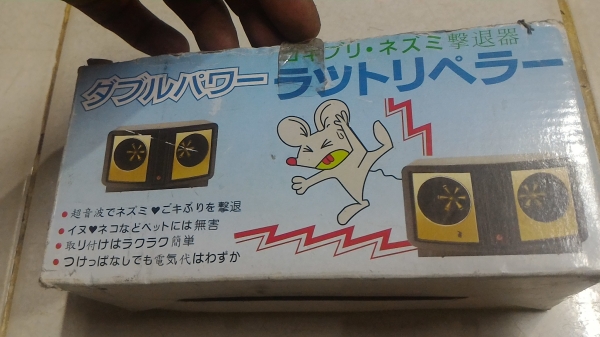 ゴキブリ・ネズミ撃退器
ダブルパワー
ラットリペラー
• 超音波でネズミ♥ゴキぶりを撃退
• イヌ♥ネコなどペットには無害
• 取り付けはラクラク簡単
• つけっぱなしでも電気代はわずか